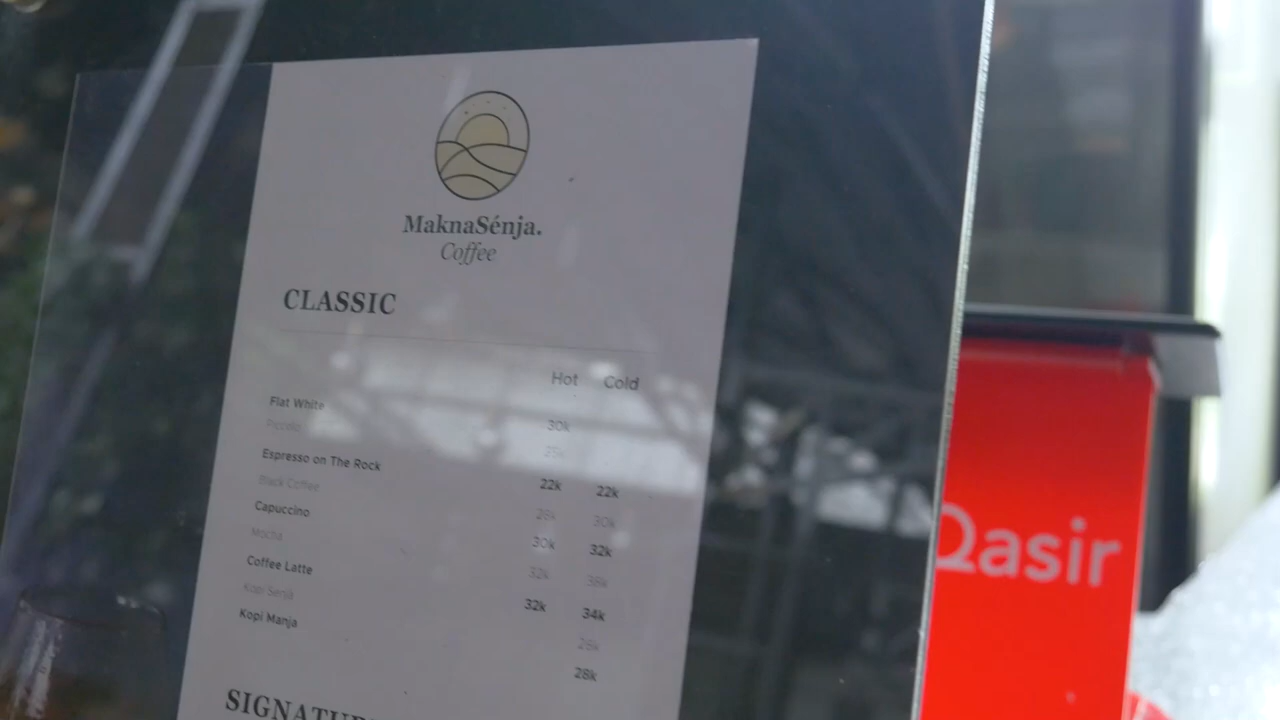 MaknaSénja.
Coffee
CLASSIC
Hot Cold
Flat White 30k
Piccolo 25k
Espresso on The Rock 22k 22k
Black Coffee 28k 30k
Capuccino 30k 32k
Mocha 32k 38k
Coffee Latte 32k 34k
Kopi Senja 28k
Kopi Manja 28k
Qasir